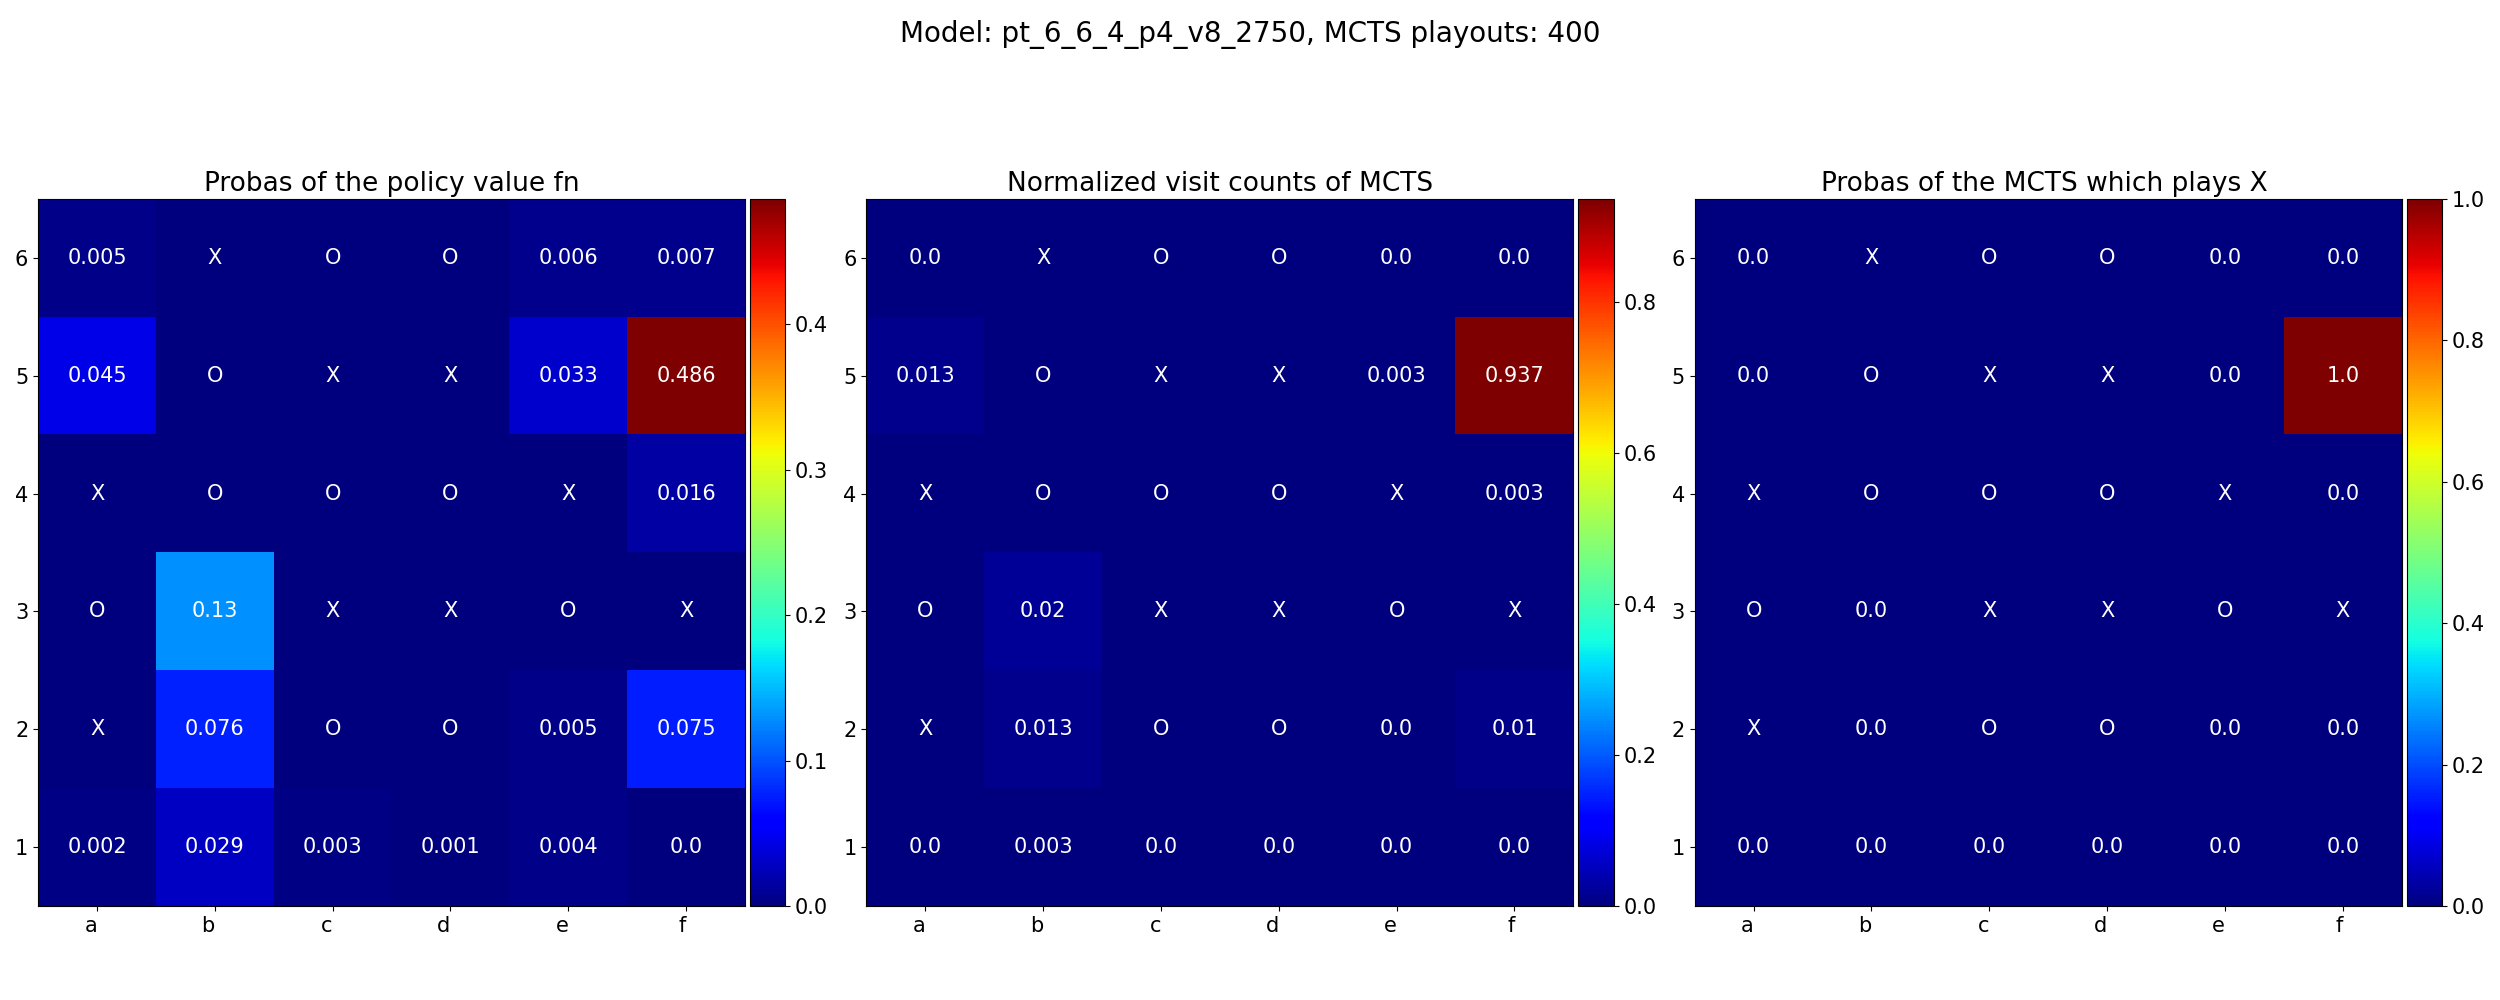 Model: pt_6_6_4_p4_v8_2750, MCTS playouts: 400
Probas of the policy value fn
6 0.005 X O O 0.006 0.007
5 0.045 O X X 0.033 0.486
4 X O O O X 0.016
3 O 0.13 X X O X
2 X 0.076 O O 0.005 0.075
1 0.002 0.029 0.003 0.001 0.004 0.0
a b c d e f
0.4
0.3
0.2
0.1
0.0
Normalized visit counts of MCTS
6 0.0 X O O 0.0 0.0
5 0.013 O X X 0.003 0.937
4 X O O O X 0.003
3 O 0.02 X X O X
2 X 0.013 O O 0.0 0.01
1 0.0 0.003 0.0 0.0 0.0 0.0
a b c d e f
0.8
0.6
0.4
0.2
0.0
Probas of the MCTS which plays X
6 0.0 X O O 0.0 0.0
5 0.0 O X X 0.0 1.0
4 X O O O X 0.0
3 O 0.0 X X O X
2 X 0.0 O O 0.0 0.0
1 0.0 0.0 0.0 0.0 0.0 0.0
a b c d e f
1.0
0.8
0.6
0.4
0.2
0.0